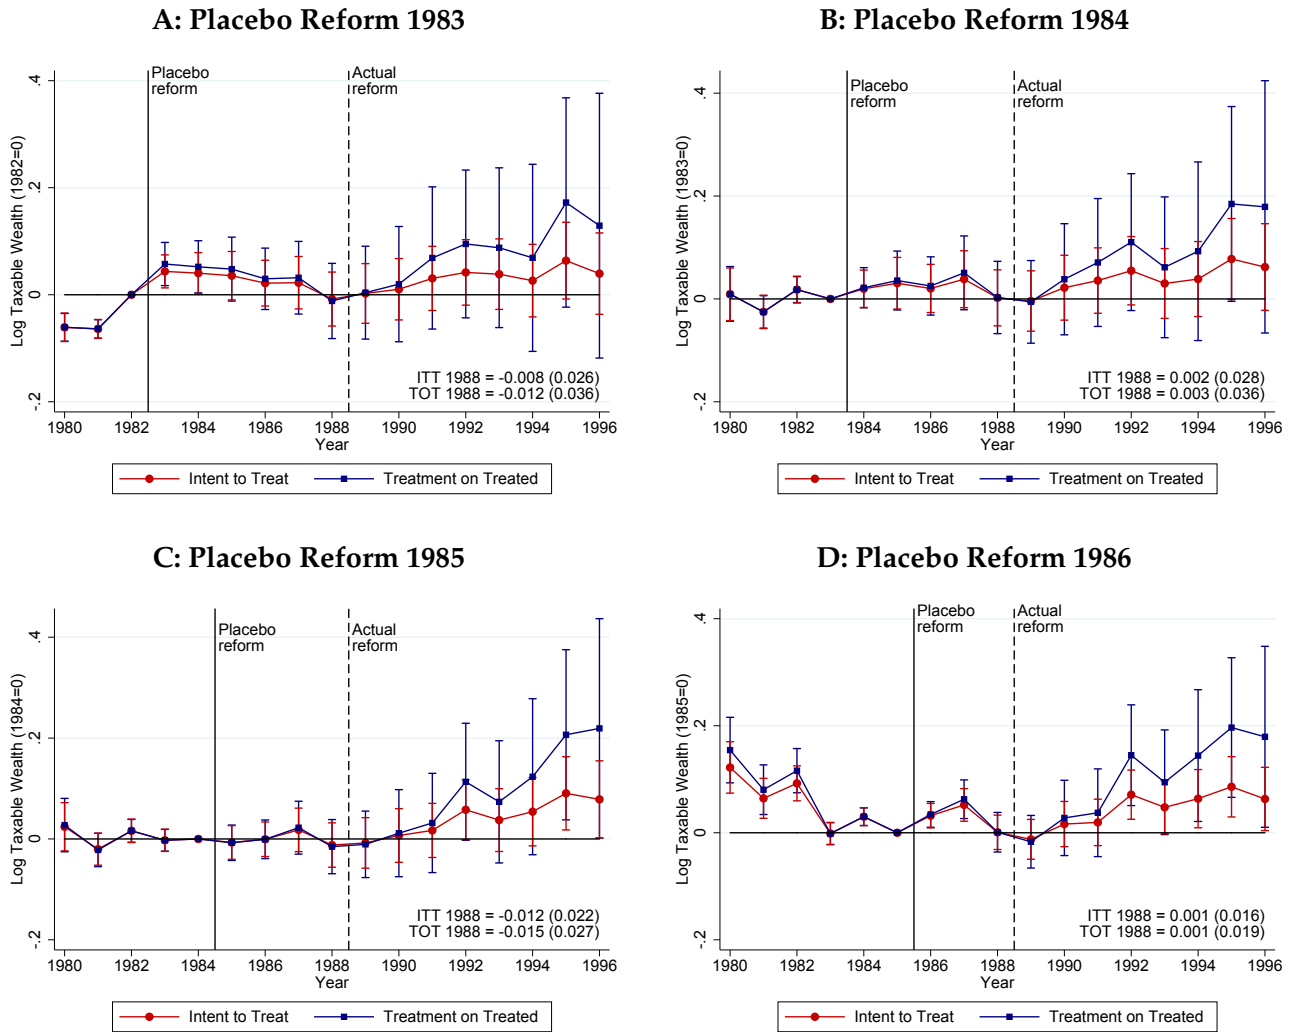 A: Placebo Reform 1983
Placebo
reform
Actual
reform
Log Taxable Wealth (1982=0)
.4
.2
0
-.2
ITT 1988 = -0.008 (0.026)
TOT 1988 = -0.012 (0.036)
1980 1982 1984 1986 1988 1990 1992 1994 1996
Year
Intent to Treat Treatment on Treated
B: Placebo Reform 1984
Placebo
reform
Actual
reform
Log Taxable Wealth (1983=0)
.4
.2
0
-.2
ITT 1988 = 0.002 (0.028)
TOT 1988 = 0.003 (0.036)
1980 1982 1984 1986 1988 1990 1992 1994 1996
Year
Intent to Treat Treatment on Treated
C: Placebo Reform 1985
Placebo
reform
Actual
reform
Log Taxable Wealth (1984=0)
.4
.2
0
-.2
ITT 1988 = -0.012 (0.022)
TOT 1988 = -0.015 (0.027)
1980 1982 1984 1986 1988 1990 1992 1994 1996
Year
Intent to Treat Treatment on Treated
D: Placebo Reform 1986
Placebo
reform
Actual
reform
Log Taxable Wealth (1985=0)
.4
.2
0
-.2
ITT 1988 = 0.001 (0.016)
TOT 1988 = 0.001 (0.019)
1980 1982 1984 1986 1988 1990 1992 1994 1996
Year
Intent to Treat Treatment on Treated